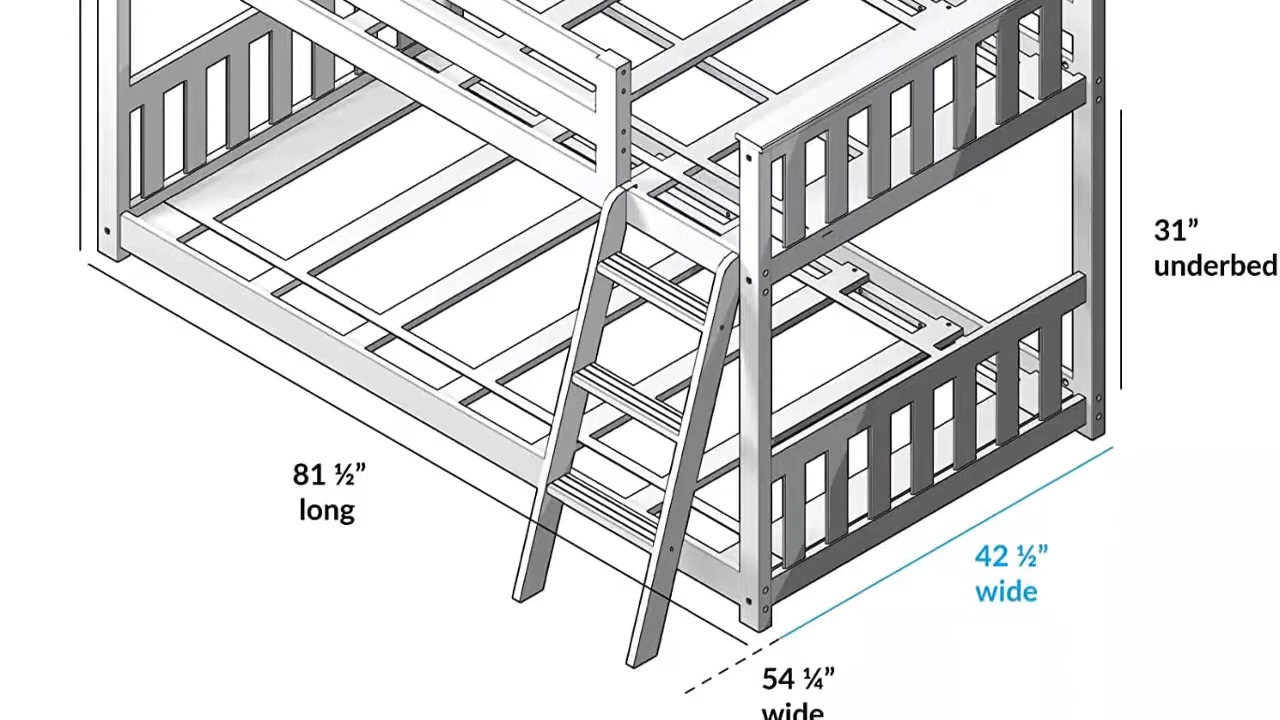 31”
underbed
81 ½”
long
42 ½”
wide
54 ¼”
wide